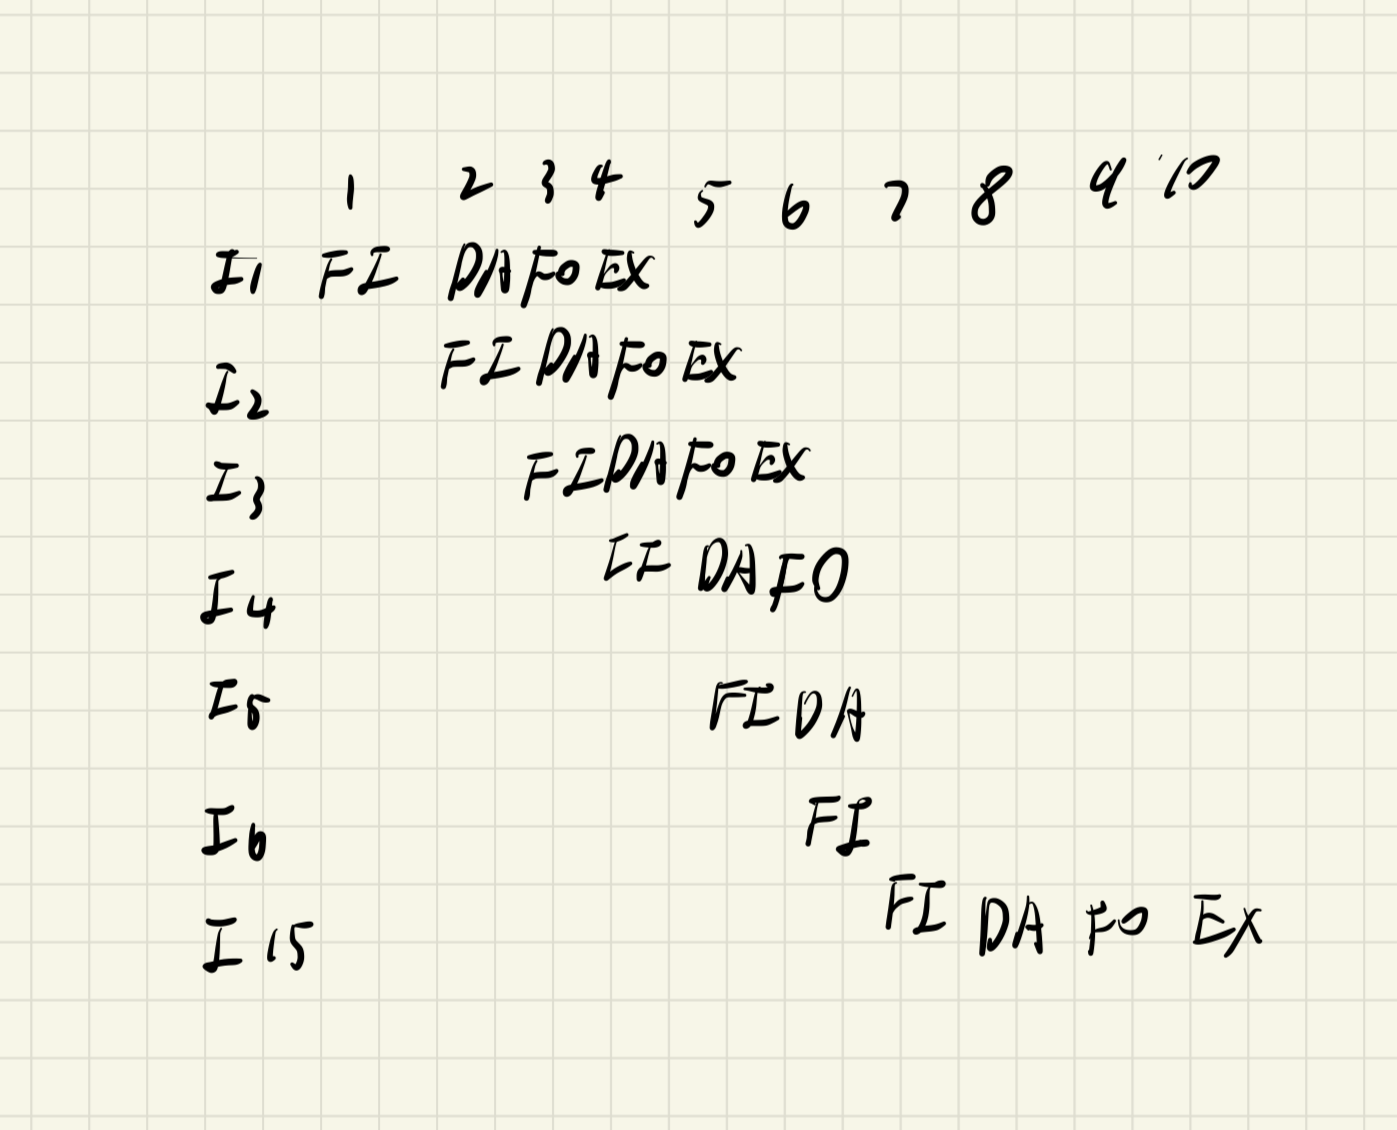 1 2 3 4 5 6 7 8 9 10
I1 FI DA FO EX
I2 FI DA FO EX
I3 FI DA FO EX
I4 FI DA FO
I5 FI DA
I6 FI
I15 FI DA FO EX